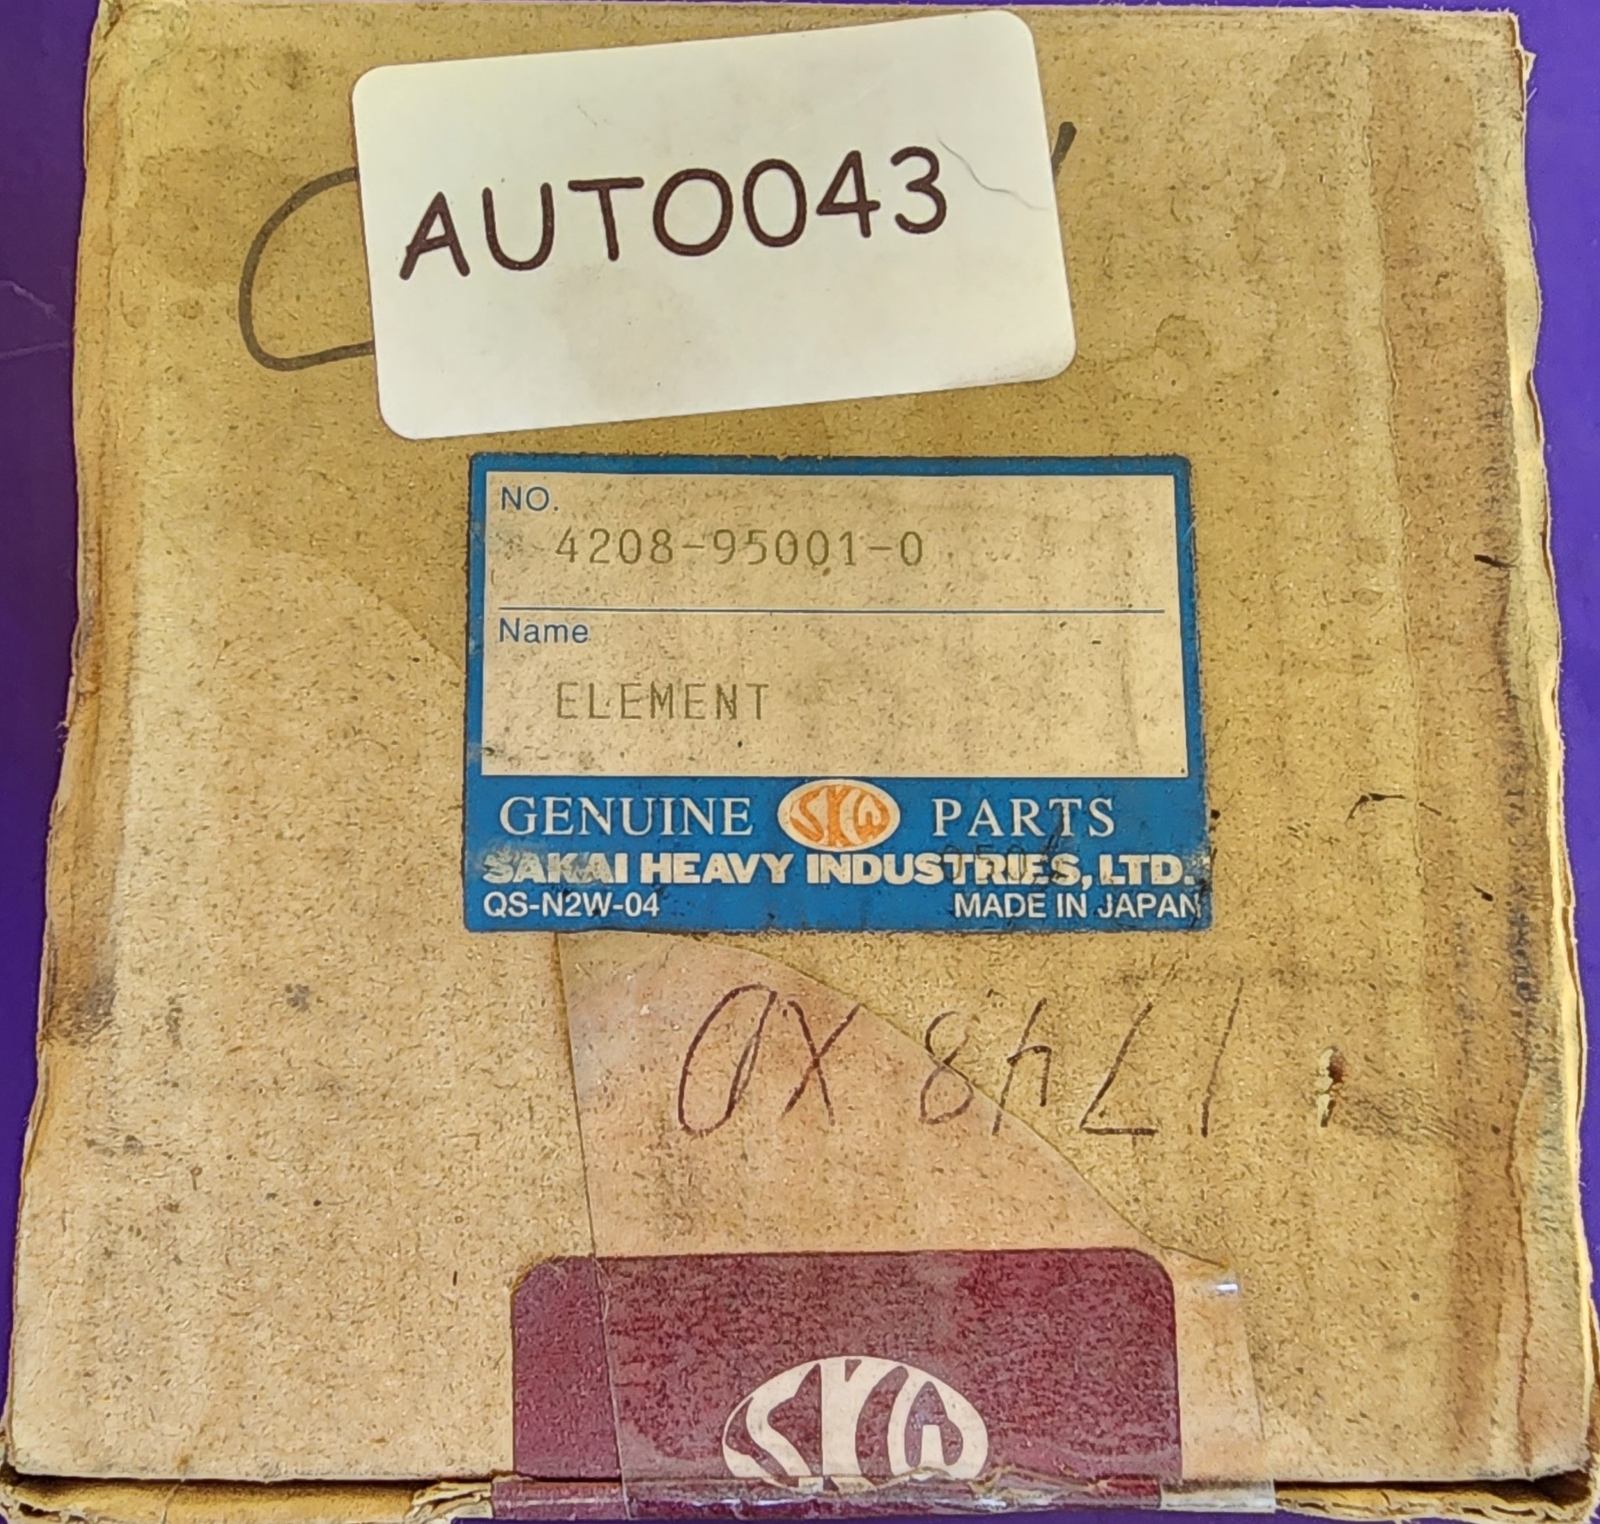 AUTO043
NO.
4208-95001-0
Name
ELEMENT
GENUINE SKW PARTS
SAKAI HEAVY INDUSTRIES, LTD.
QS-N2W-04
MADE IN JAPAN
SKW